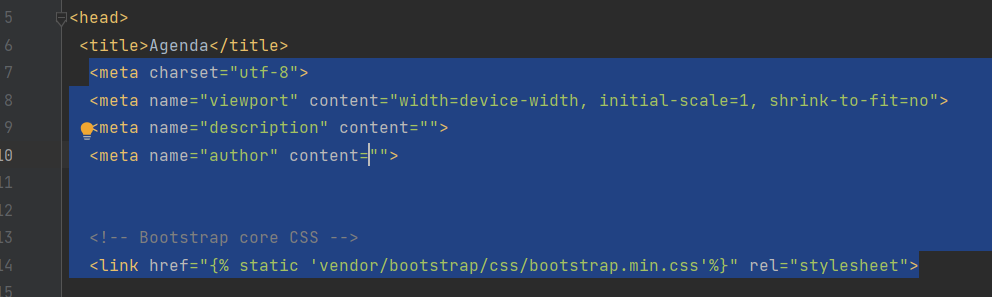 5 <head>
6 <title>Agenda</title>
7 <meta charset="utf-8">
8 <meta name="viewport" content="width=device-width, initial-scale=1, shrink-to-fit=no">
9 <meta name="description" content="">
10 <meta name="author" content="">
11
12
13 <!-- Bootstrap core CSS -->
14 <link href="{% static 'vendor/bootstrap/css/bootstrap.min.css'%}" rel="stylesheet">
15